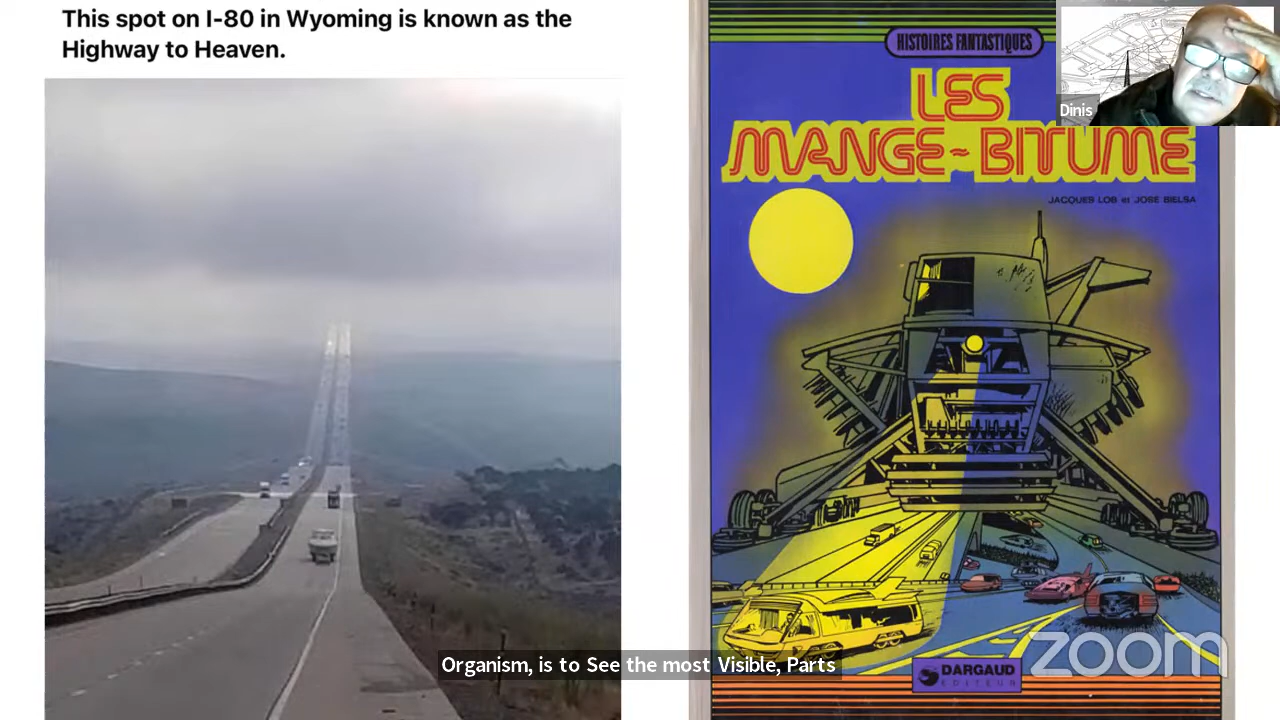 This spot on I-80 in Wyoming is known as the
Highway to Heaven.
HISTOIRES FANTASTIQUES
LES
MANGE-BITUME
JACQUES LOB et JOSE BIELSA
DARGAUD
EDITEUR
Dinis
Organism, is to See the most Visible, Parts
zoom